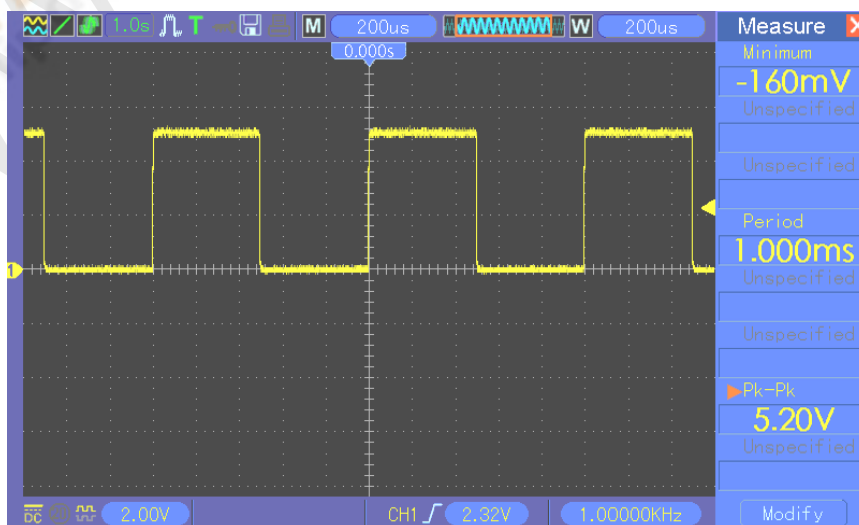 1.0s T M 200us W 200us Measure X
0.000s
Minimum
-160mV
Unspecified
Unspecified
Period
1.000ms
1
Unspecified
Unspecified
Pk-Pk
5.20V
Unspecified
DC 2.00V CH1 2.32V 1.00000KHz Modify